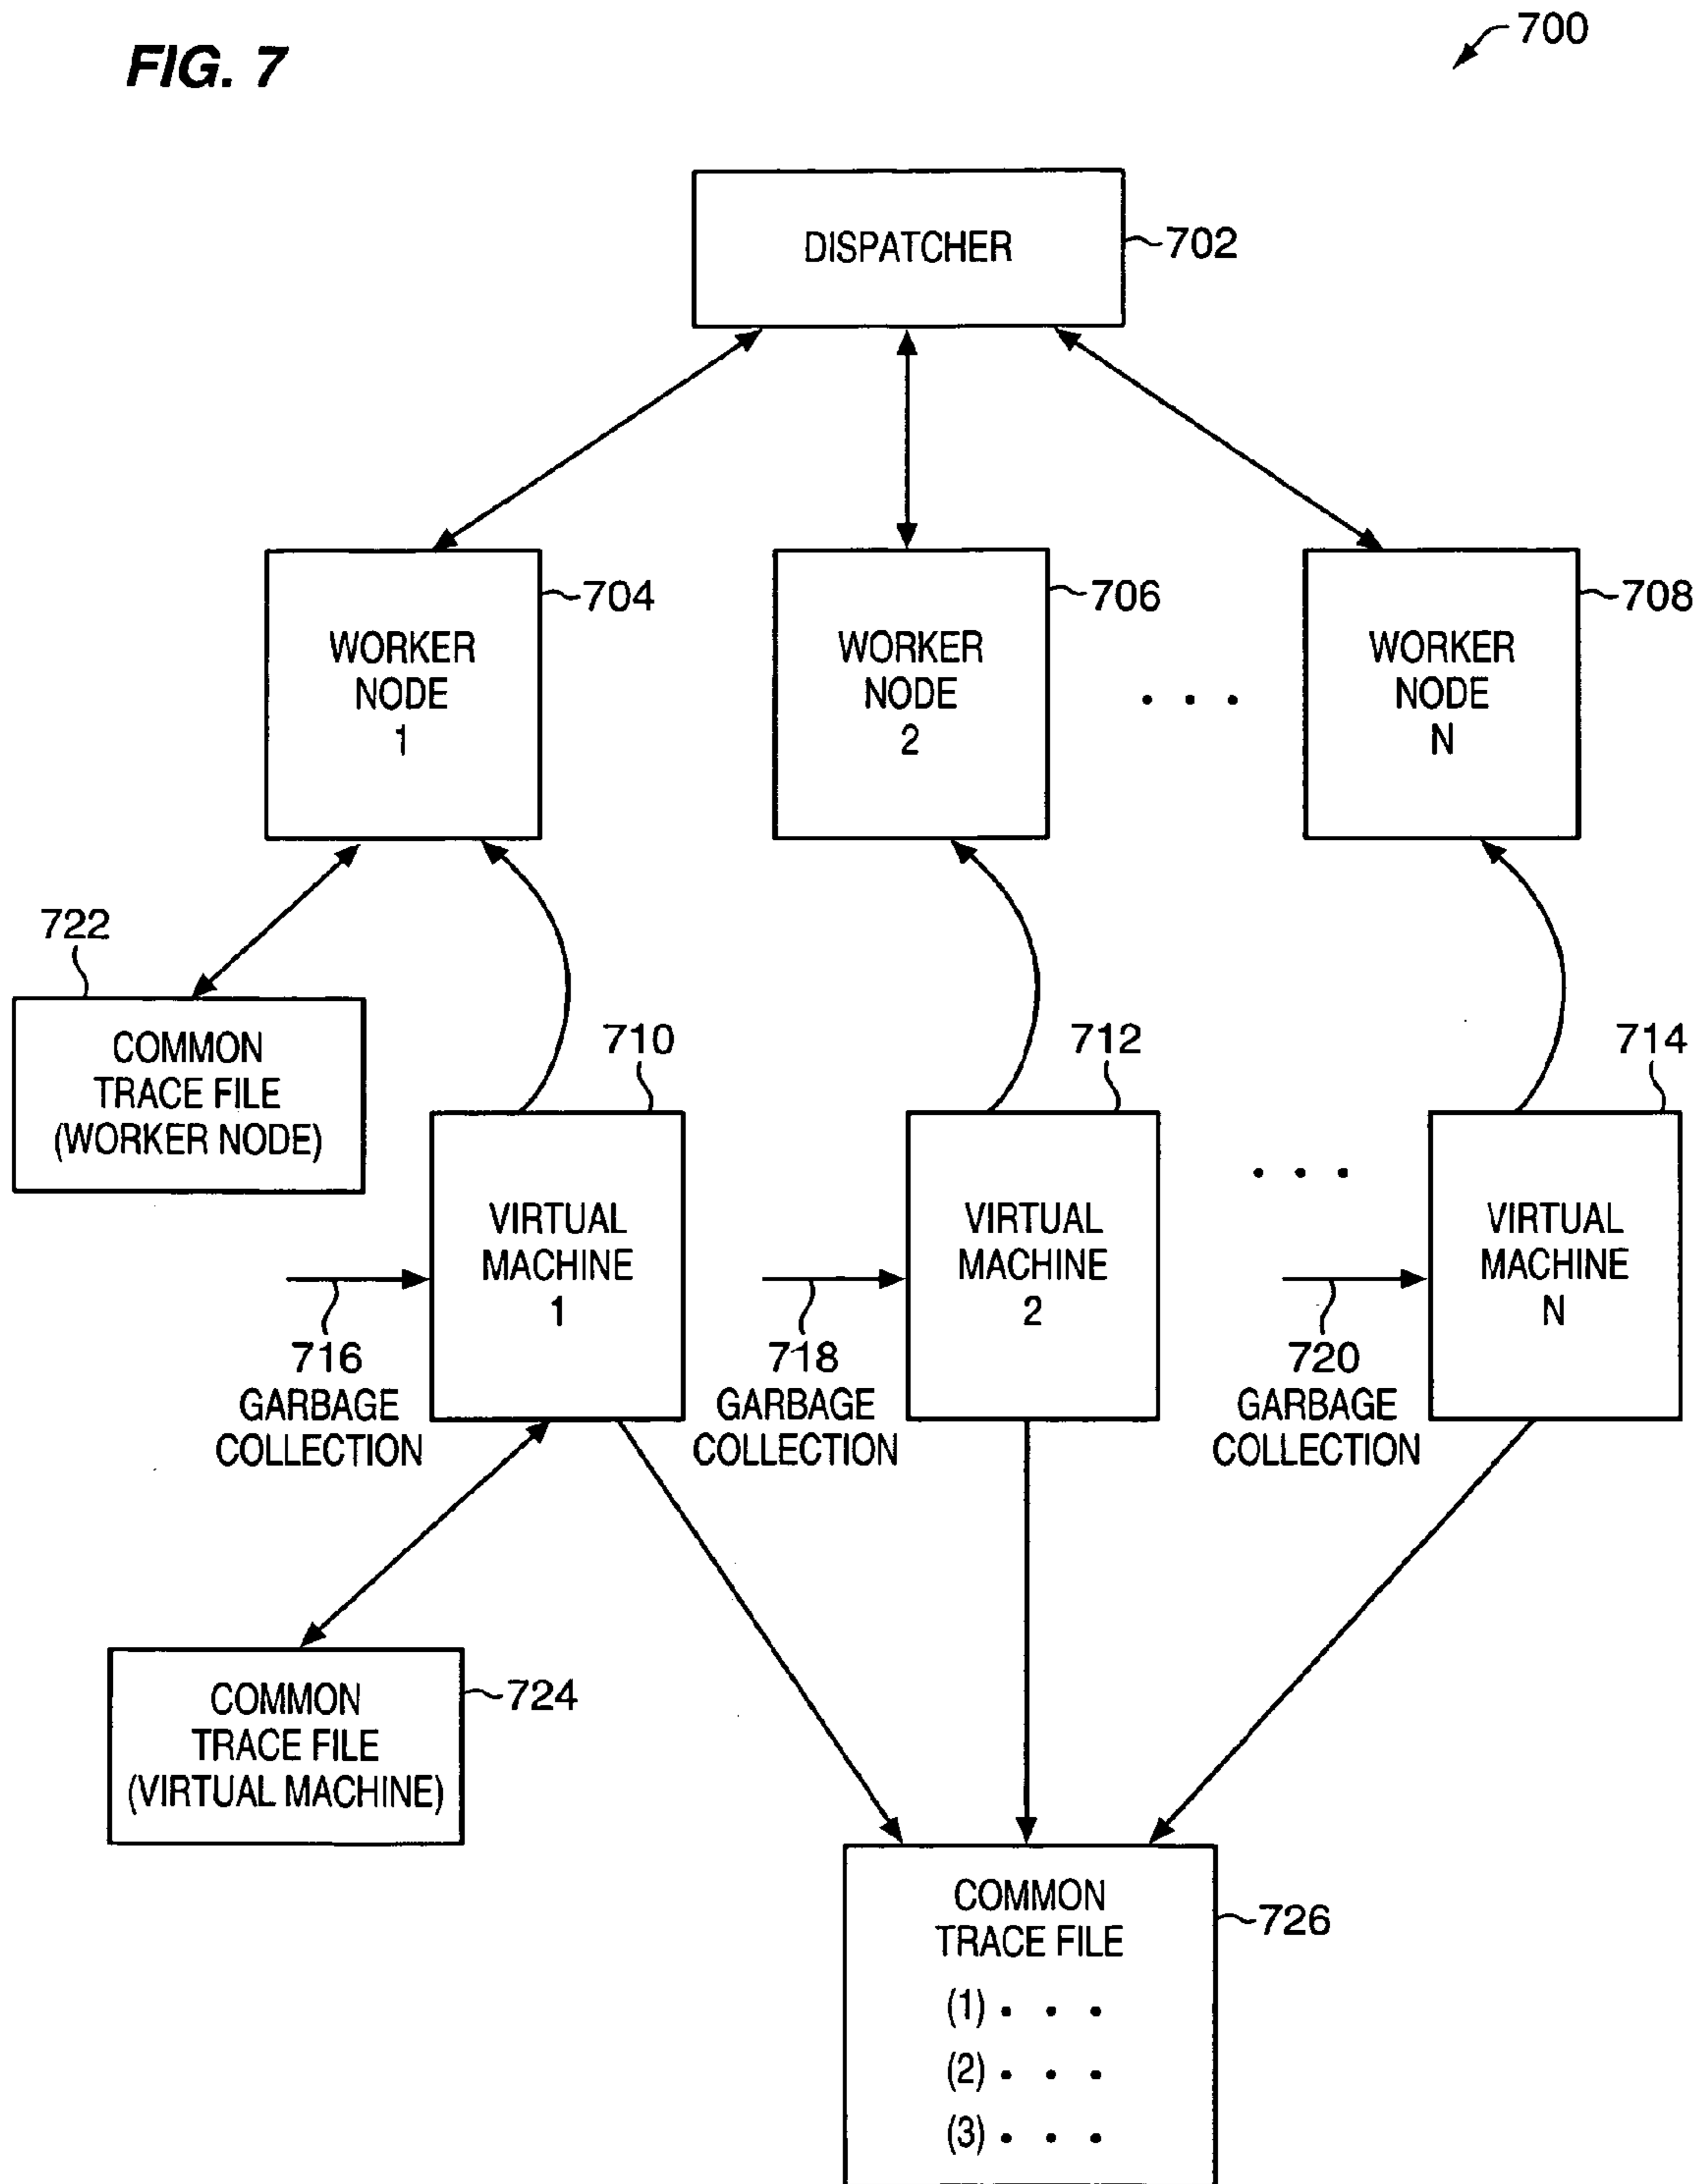 FIG. 7
700
DISPATCHER
702
WORKER
NODE
1
704
WORKER
NODE
2
706
. . .
WORKER
NODE
N
708
722
COMMON
TRACE FILE
(WORKER NODE)
710
VIRTUAL
MACHINE
1
716
GARBAGE
COLLECTION
712
VIRTUAL
MACHINE
2
718
GARBAGE
COLLECTION
. . .
714
VIRTUAL
MACHINE
N
720
GARBAGE
COLLECTION
COMMON
TRACE FILE
(VIRTUAL MACHINE)
724
COMMON
TRACE FILE
(1) . . .
(2) . . .
(3) . . .
726